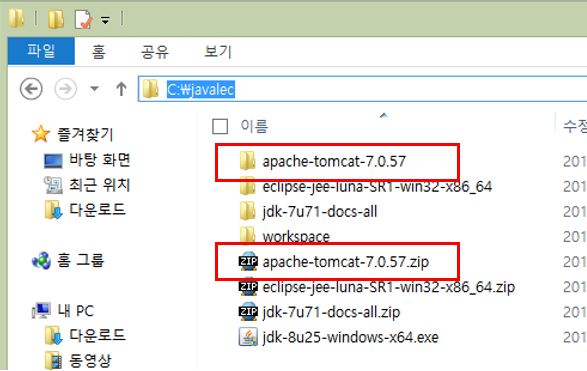 파일 홈 공유 보기
C:₩javalec
즐겨찾기
바탕 화면
최근 위치
다운로드
홈 그룹
내 PC
다운로드
동영상
이름 수정
apache-tomcat-7.0.57 201
eclipse-jee-luna-SR1-win32-x86_64 201
jdk-7u71-docs-all 201
workspace 201
ZIP apache-tomcat-7.0.57.zip 201
ZIP eclipse-jee-luna-SR1-win32-x86_64.zip 201
ZIP jdk-7u71-docs-all.zip 201
jdk-8u25-windows-x64.exe 201